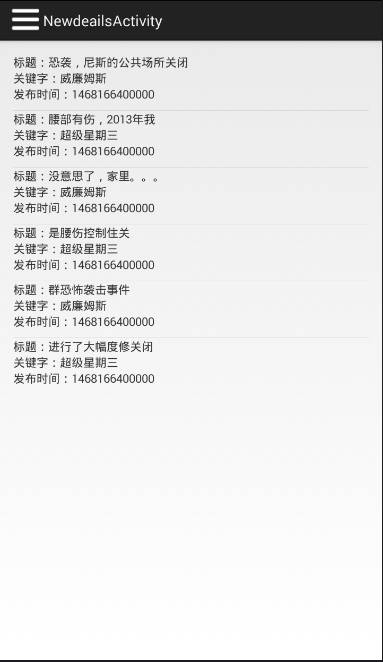 NewdeailsActivity
标题：恐袭，尼斯的公共场所关闭
关键字：威廉姆斯
发布时间：1468166400000
标题：腰部有伤，2013年我
关键字：超级星期三
发布时间：1468166400000
标题：没意思了，家里。。。
关键字：威廉姆斯
发布时间：1468166400000
标题：是腰伤控制住关
关键字：超级星期三
发布时间：1468166400000
标题：群恐怖袭击事件
关键字：威廉姆斯
发布时间：1468166400000
标题：进行了大幅度修关闭
关键字：超级星期三
发布时间：1468166400000